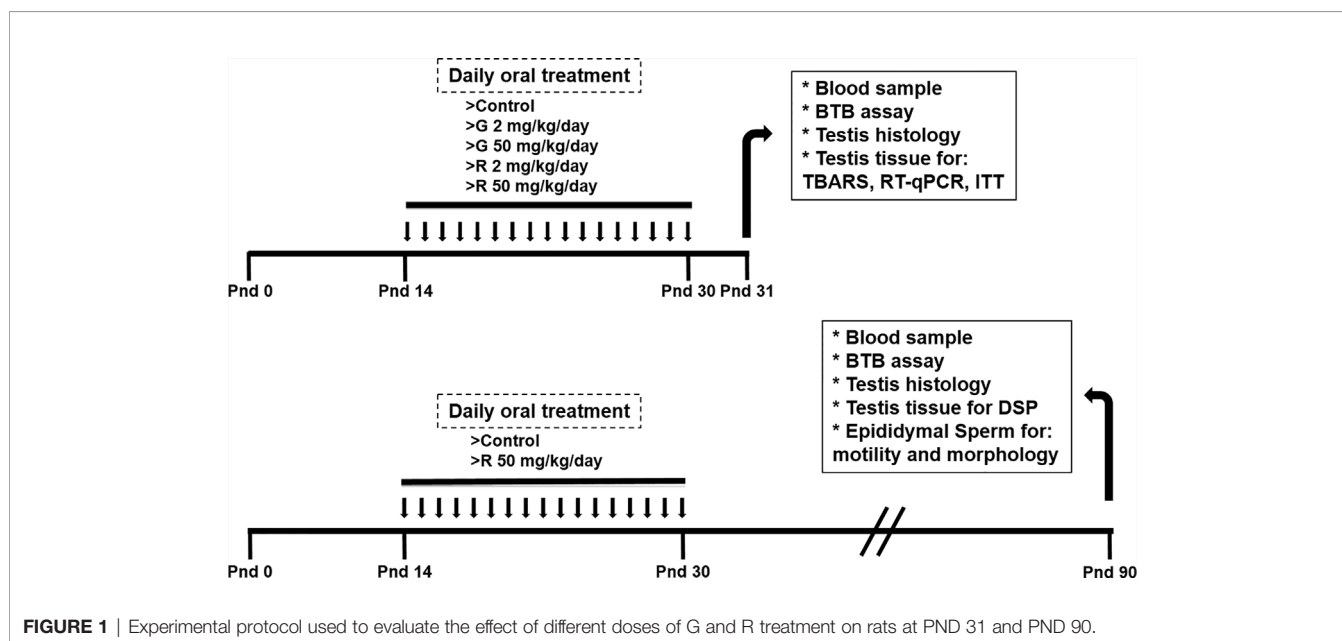 Daily oral treatment
>Control
>G 2 mg/kg/day
>G 50 mg/kg/day
>R 2 mg/kg/day
>R 50 mg/kg/day
* Blood sample
* BTB assay
* Testis histology
* Testis tissue for:
TBARS, RT-qPCR, ITT
Pnd 0
Pnd 14
Pnd 30
Pnd 31
* Blood sample
* BTB assay
* Testis histology
* Testis tissue for DSP
* Epididymal Sperm for:
motility and morphology
Daily oral treatment
>Control
>R 50 mg/kg/day
Pnd 0
Pnd 14
Pnd 30
Pnd 90
FIGURE 1 | Experimental protocol used to evaluate the effect of different doses of G and R treatment on rats at PND 31 and PND 90.